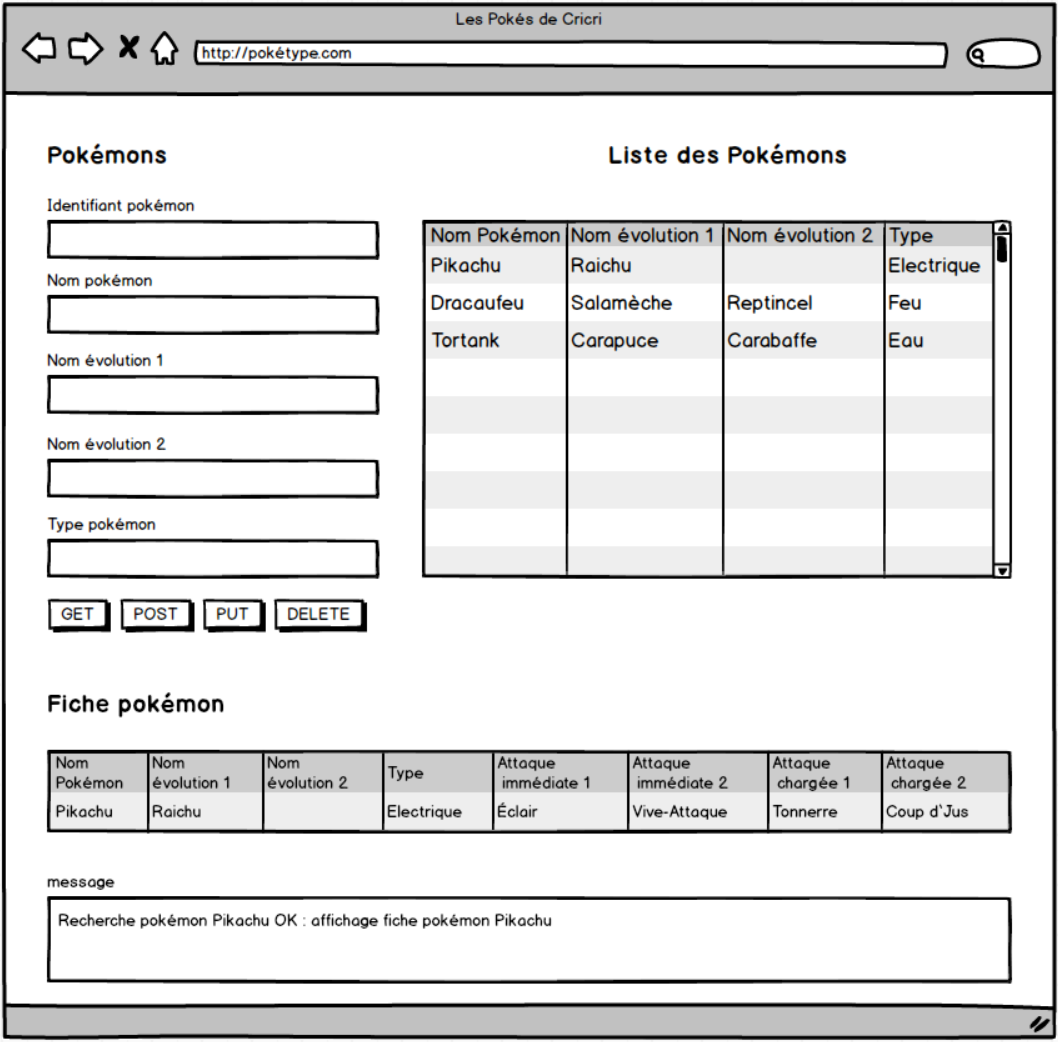 Les Pokés de Cricri
http://pokétype.com
Pokémons
Identifiant pokémon
Nom pokémon
Nom évolution 1
Nom évolution 2
Type pokémon
GET POST PUT DELETE
Liste des Pokémons
Nom Pokémon Nom évolution 1 Nom évolution 2 Type
Pikachu Raichu Electrique
Dracaufeu Salamèche Reptincel Feu
Tortank Carapuce Carabaffe Eau
Fiche pokémon
Nom Pokémon Nom évolution 1 Nom évolution 2 Type Attaque immédiate 1 Attaque immédiate 2 Attaque chargée 1 Attaque chargée 2
Pikachu Raichu Electrique Éclair Vive-Attaque Tonnerre Coup d'Jus
message
Recherche pokémon Pikachu OK : affichage fiche pokémon Pikachu